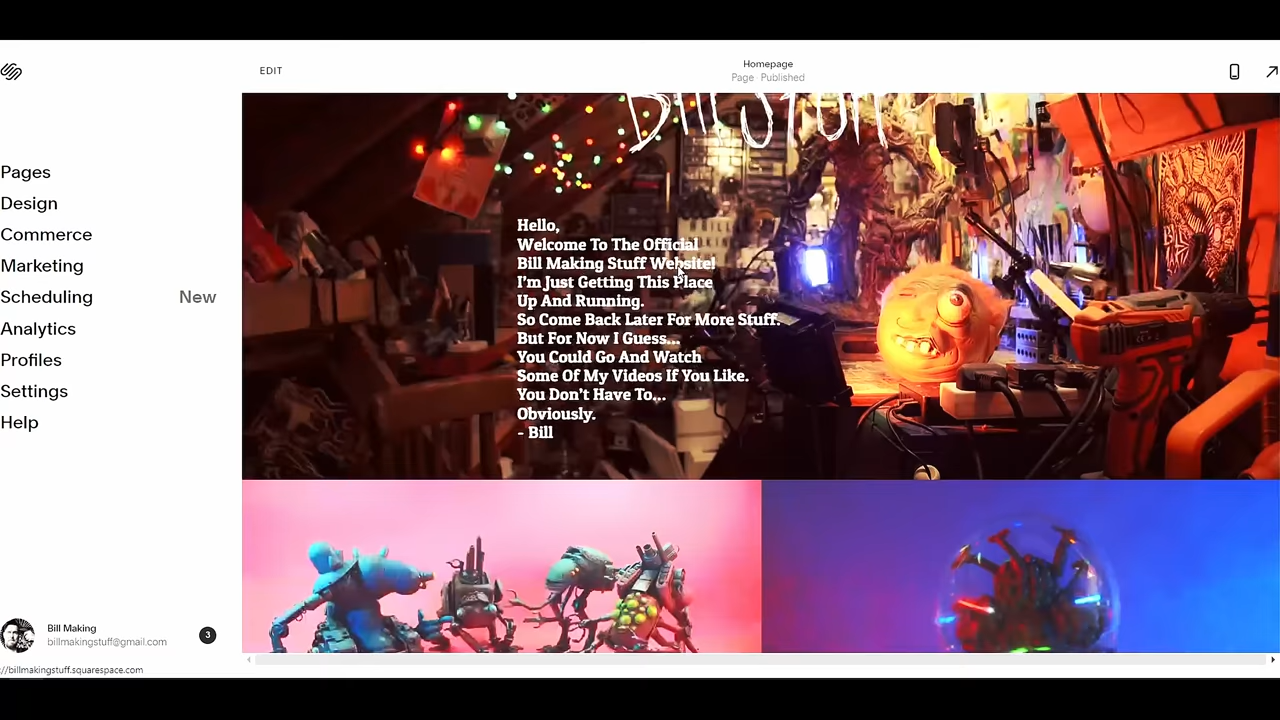 EDIT
Homepage
Page · Published
Pages
Design
Commerce
Marketing
Scheduling New
Analytics
Profiles
Settings
Help
Bill Stuff
Hello,
Welcome To The Official
Bill Making Stuff Website!
I'm Just Getting This Place
Up And Running.
So Come Back Later For More Stuff.
But For Now I Guess...
You Could Go And Watch
Some Of My Videos If You Like.
You Don't Have To...
Obviously.
- Bill
Bill Making
billmakingstuff@gmail.com
3
://billmakingstuff.squarespace.com